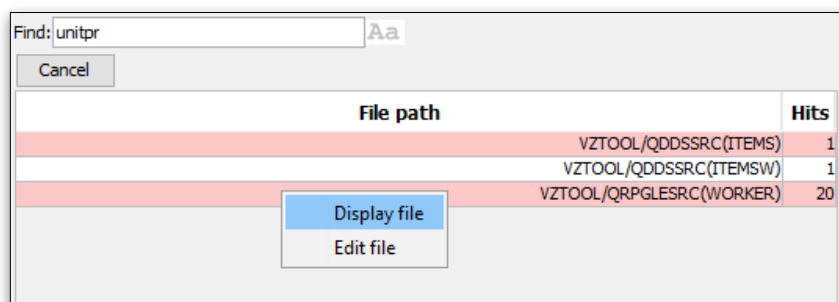 Find: unitpr Aa
Cancel
File path Hits
VZTOOL/QDDSSRC(ITEMS) 1
VZTOOL/QDDSSRC(ITEMSW) 1
VZTOOL/QRPGLESRC(WORKER) 20
Display file
Edit file